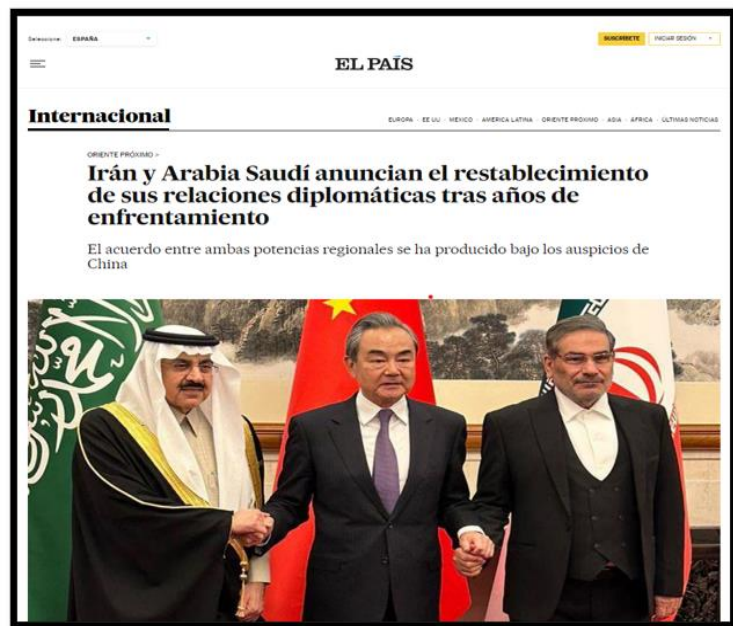 Seleccione: ESPAÑA
SUSCRÍBETE
INICIAR SESIÓN
EL PAÍS
Internacional
EUROPA · EE UU · MÉXICO · AMÉRICA LATINA · ORIENTE PRÓXIMO · ASIA · ÁFRICA · ÚLTIMAS NOTICIAS
ORIENTE PRÓXIMO >
Irán y Arabia Saudí anuncian el restablecimiento
de sus relaciones diplomáticas tras años de
enfrentamiento
El acuerdo entre ambas potencias regionales se ha producido bajo los auspicios de
China